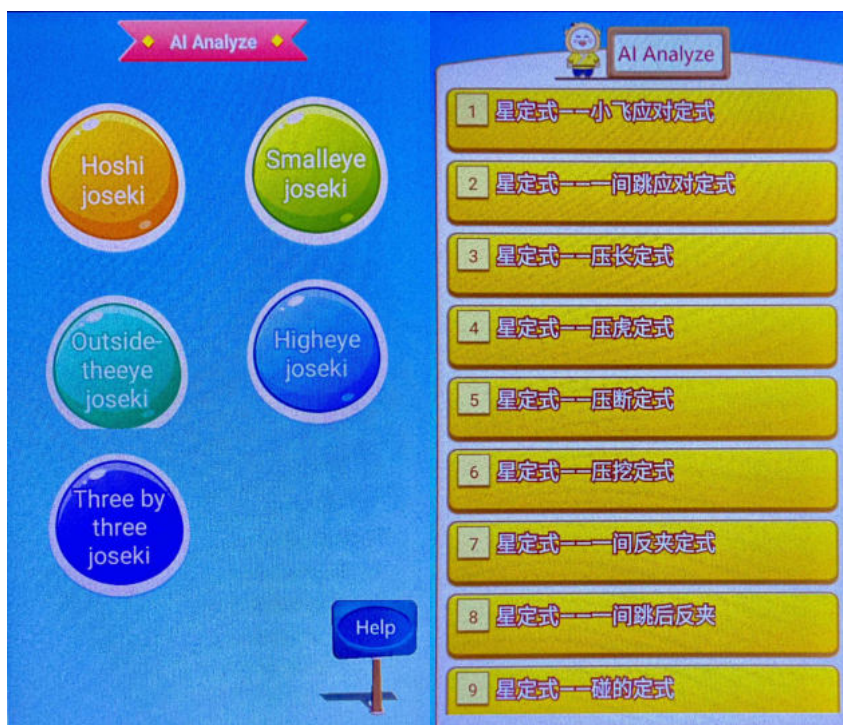 AI Analyze
Hoshi
joseki
Smalleye
joseki
Outside-
theeye
joseki
Higheye
joseki
Three by
three
joseki
Help
AI Analyze
1 星定式——小飞应对定式
2 星定式——一间跳应对定式
3 星定式——压长定式
4 星定式——压虎定式
5 星定式——压断定式
6 星定式——压挖定式
7 星定式——一间反夹定式
8 星定式——一间跳后反夹
9 星定式——碰的定式